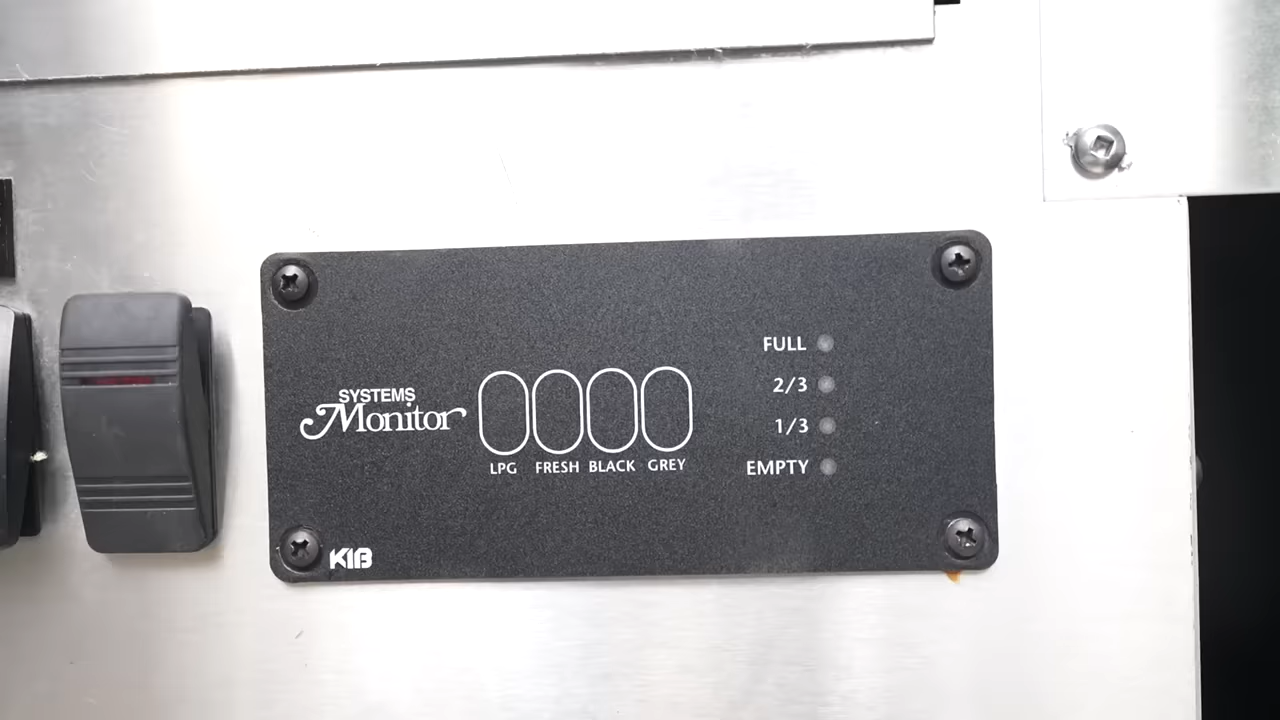 SYSTEMS
Monitor
LPG FRESH BLACK GREY
FULL
2/3
1/3
EMPTY
KIB